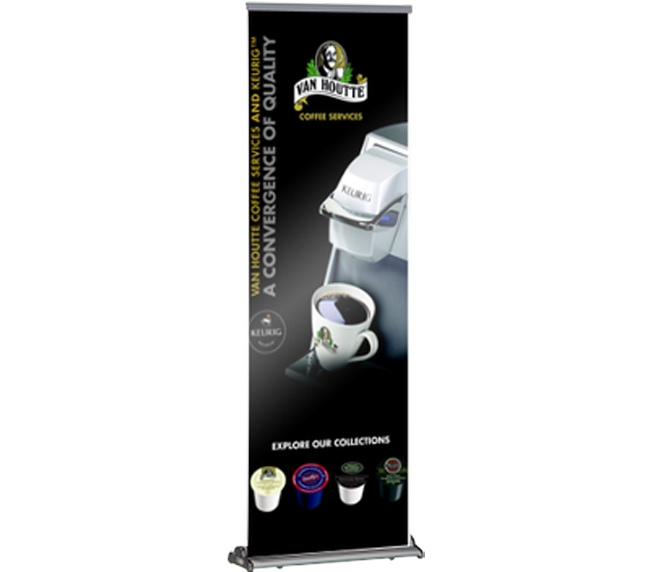 VAN HOUTTE
COFFEE SERVICES
VAN HOUTTE COFFEE SERVICES AND KEURIG™
A CONVERGENCE OF QUALITY
KEURIG
KEURIG
EXPLORE OUR COLLECTIONS